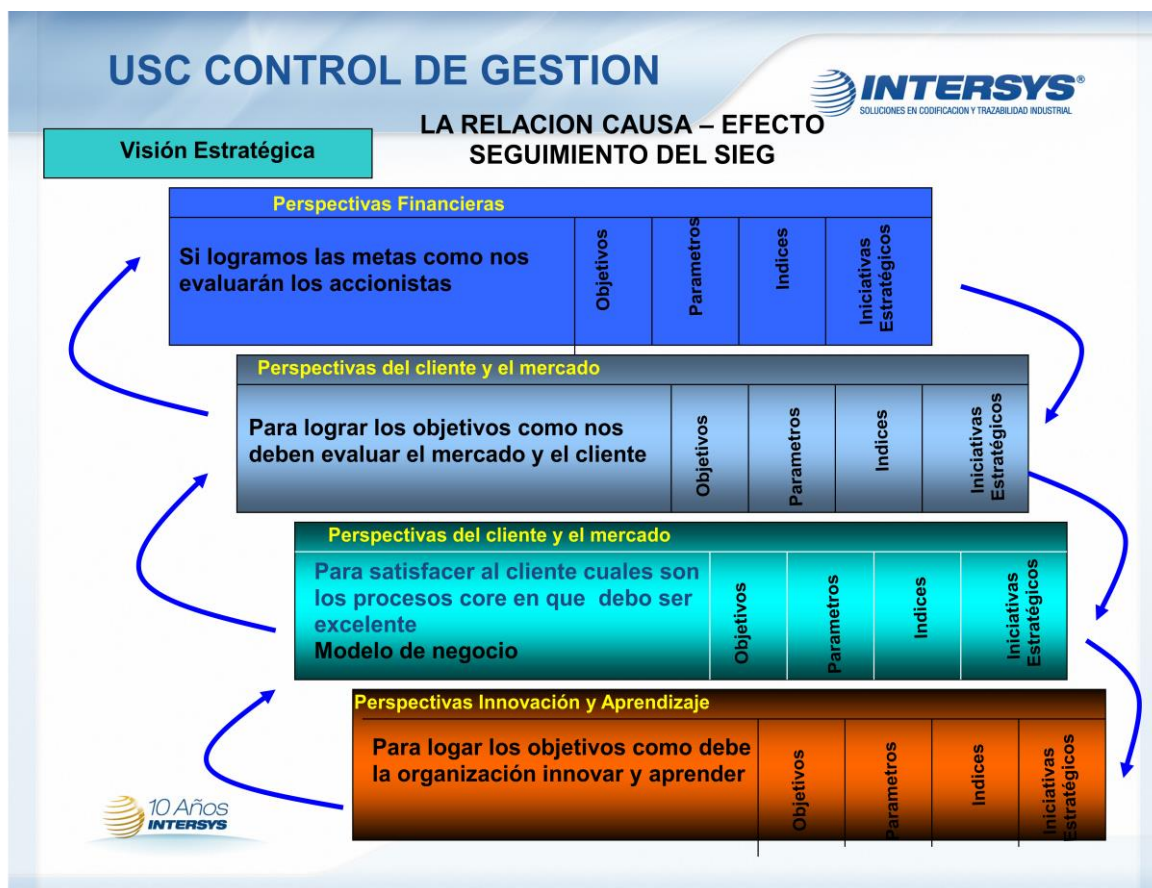 USC CONTROL DE GESTION
INTERSYS®
SOLUCIONES EN CODIFICACION Y TRAZABILIDAD INDUSTRIAL
LA RELACION CAUSA – EFECTO
SEGUIMIENTO DEL SIEG
Visión Estratégica
Perspectivas Financieras
Si logramos las metas como nos
evaluarán los accionistas
Objetivos
Parametros
Indices
Iniciativas
Estratégicos
Perspectivas del cliente y el mercado
Para lograr los objetivos como nos
deben evaluar el mercado y el cliente
Objetivos
Parametros
Indices
Iniciativas
Estratégicos
Perspectivas del cliente y el mercado
Para satisfacer al cliente cuales son
los procesos core en que debo ser
excelente
Modelo de negocio
Objetivos
Parametros
Indices
Iniciativas
Estratégicos
Perspectivas Innovación y Aprendizaje
Para logar los objetivos como debe
la organización innovar y aprender
Objetivos
Parametros
Indices
Iniciativas
Estratégicos
10 Años
INTERSYS